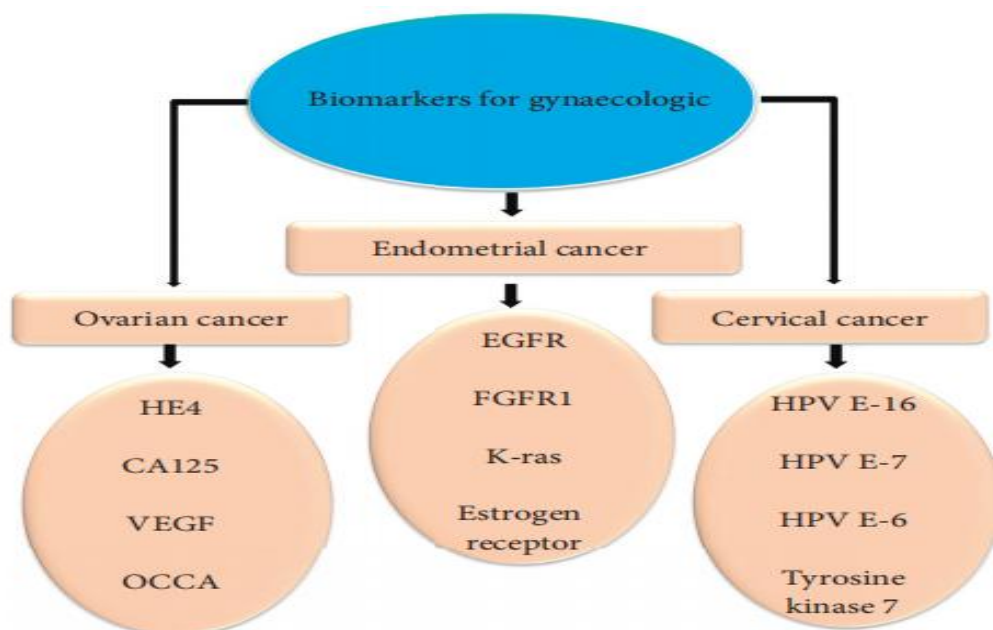 Biomarkers for gynaecologic
Endometrial cancer
Ovarian cancer
Cervical cancer
HE4
CA125
VEGF
OCCA
EGFR
FGFR1
K-ras
Estrogen
receptor
HPV E-16
HPV E-7
HPV E-6
Tyrosine
kinase 7